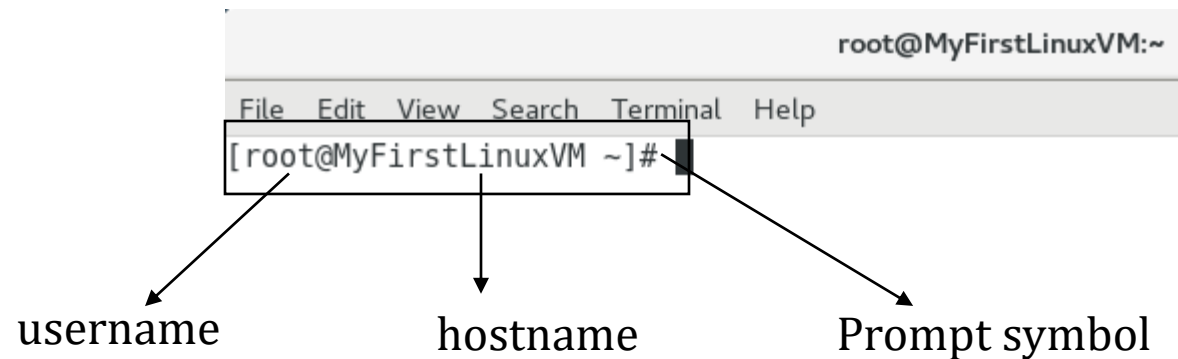 root@MyFirstLinuxVM:~
File Edit View Search Terminal Help
[root@MyFirstLinuxVM ~]#
username hostname Prompt symbol